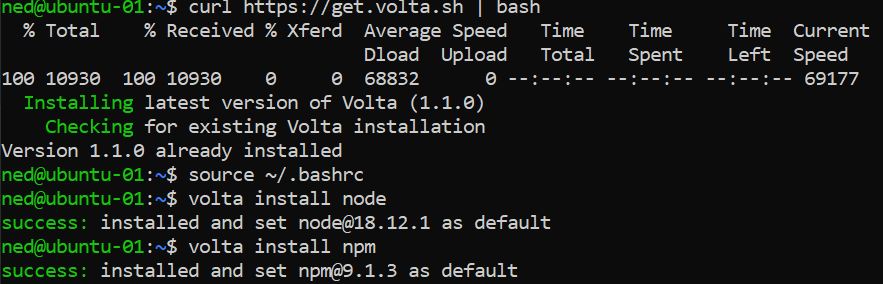 ned@ubuntu-01:~$ curl https://get.volta.sh | bash
  % Total    % Received % Xferd  Average Speed   Time    Time     Time  Current
                                 Dload  Upload   Total   Spent    Left  Speed
100 10930  100 10930    0     0  68832      0 --:--:-- --:--:-- --:--:-- 69177
  Installing latest version of Volta (1.1.0)
    Checking for existing Volta installation
Version 1.1.0 already installed
ned@ubuntu-01:~$ source ~/.bashrc
ned@ubuntu-01:~$ volta install node
success: installed and set node@18.12.1 as default
ned@ubuntu-01:~$ volta install npm
success: installed and set npm@9.1.3 as default